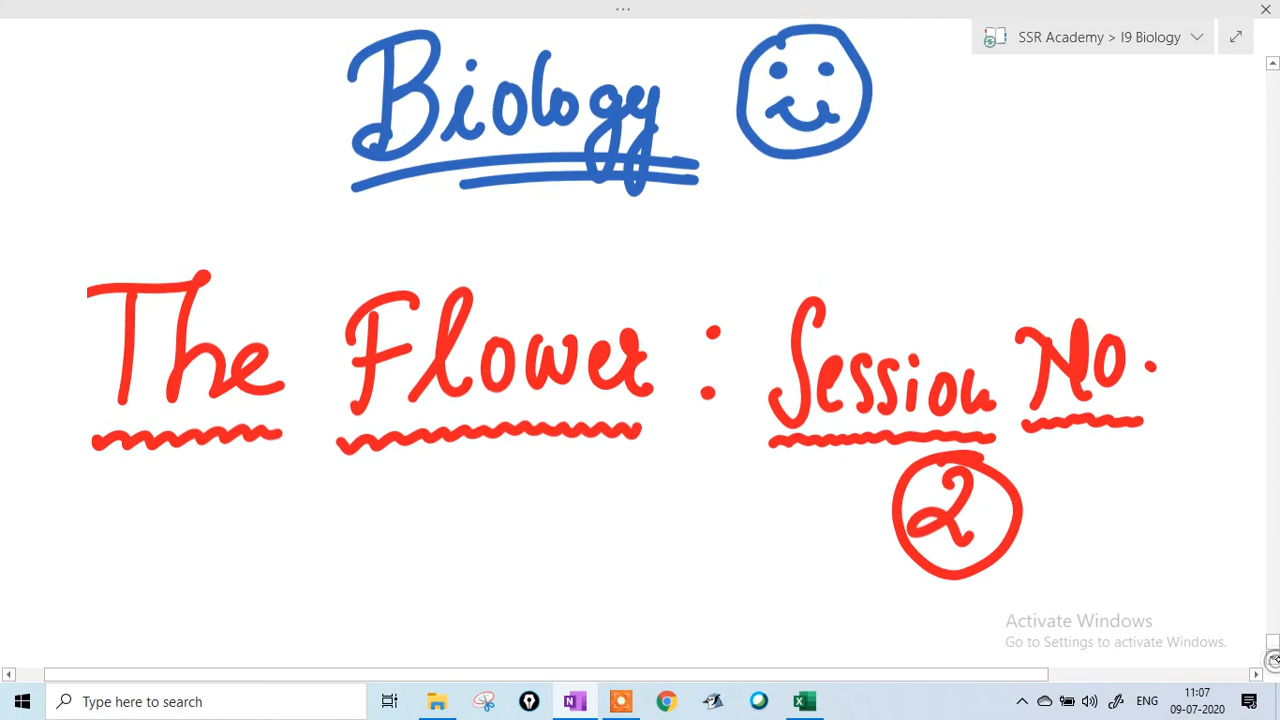 SSR Academy > I9 Biology
Biology
The Flower : Session No.
2
Activate Windows
Go to Settings to activate Windows.
Type here to search
ENG
11:07
09-07-2020